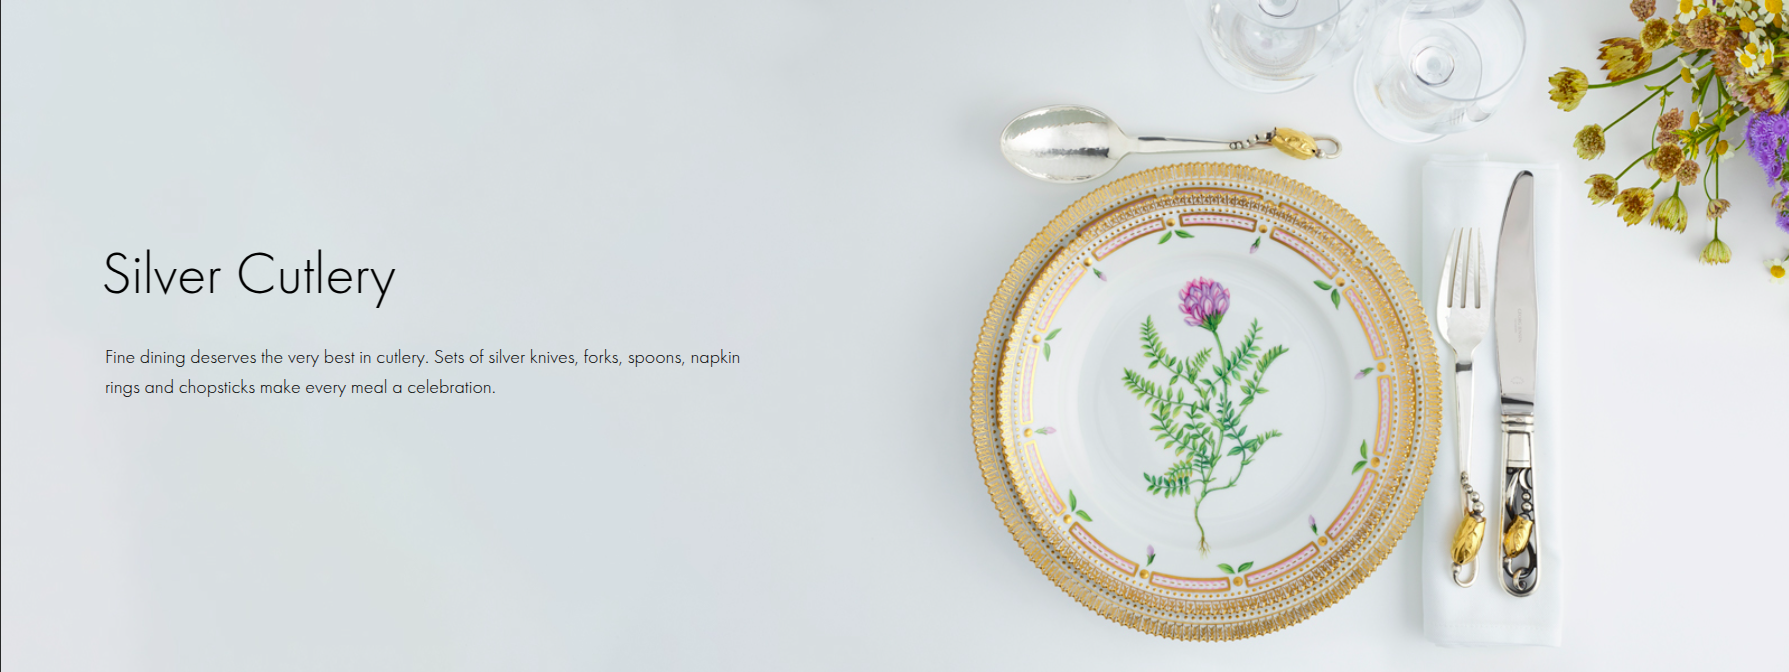 Silver Cutlery
Fine dining deserves the very best in cutlery. Sets of silver knives, forks, spoons, napkin
rings and chopsticks make every meal a celebration.